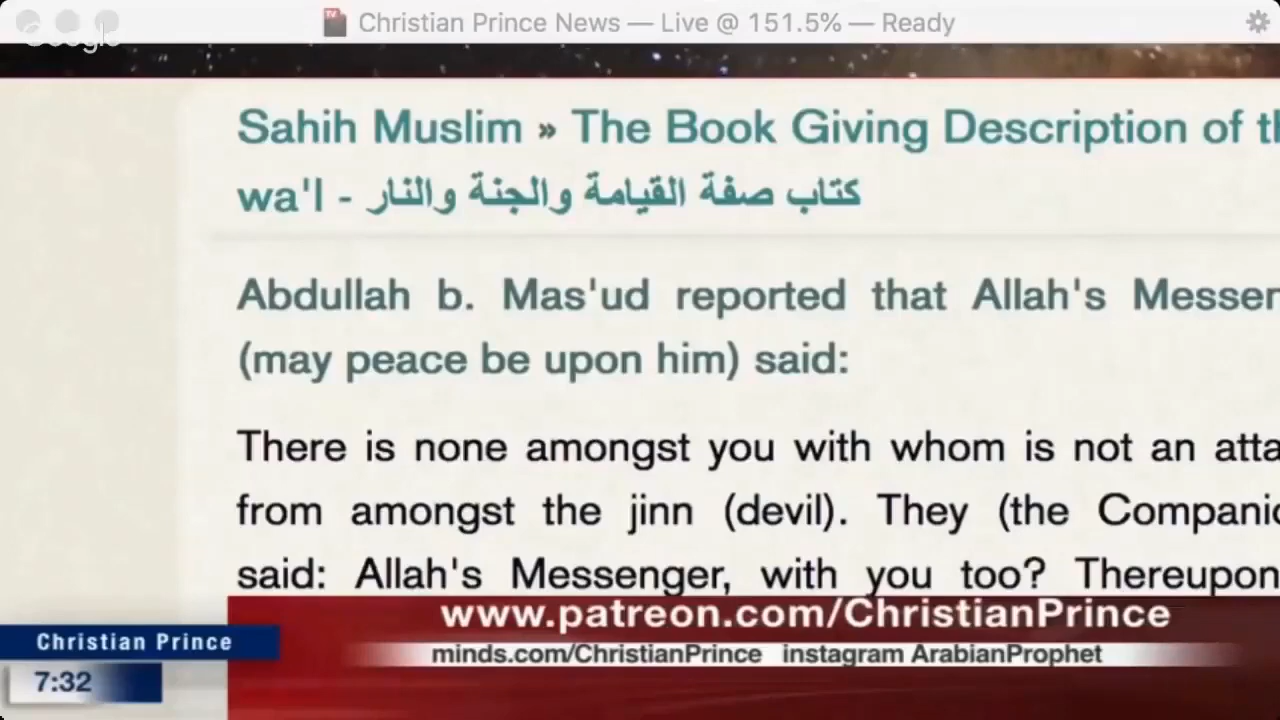 Christian Prince News — Live @ 151.5% — Ready
Google
Sahih Muslim » The Book Giving Description of
wa'l - كتاب صفة القيامة والجنة والنار
Abdullah b. Mas'ud reported that Allah's
(may peace be upon him) said:
There is none amongst you with whom is not an
from amongst the jinn (devil). They (the
said: Allah's Messenger, with you too? Thereupon
www.patreon.com/ChristianPrince
Christian Prince
minds.com/ChristianPrince instagram ArabianProphet
7:32